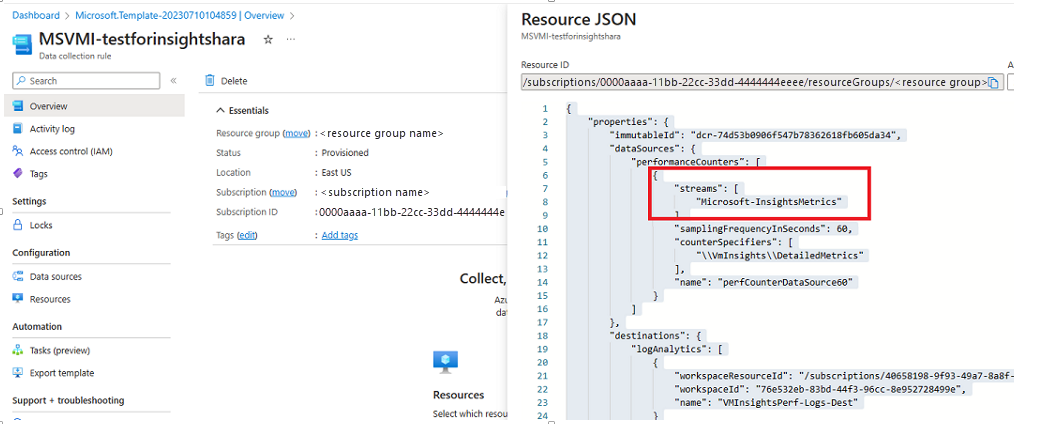 Dashboard > Microsoft.Template-20230710104859 | Overview >
MSVMI-testforinsightshara
Data collection rule
Search
Delete
Overview
Activity log
Access control (IAM)
Tags
Settings
Locks
Configuration
Data sources
Resources
Automation
Tasks (preview)
Export template
Support + troubleshooting
Essentials
Resource group (move) : <resource group name>
Status : Provisioned
Location : East US
Subscription (move) : <subscription name>
Subscription ID :0000aaaa-11bb-22cc-33dd-4444444e
Tags (edit) : Add tags
Collect,
Azu
dat
Resources
Select which resou
Resource JSON
MSVMI-testforinsightshara
Resource ID
A
/subscriptions/0000aaaa-11bb-22cc-33dd-4444444eeee/resourceGroups/<resource group>
1 {
2 "properties": {
3 "immutableId": "dcr-74d53b0906f547b78362618fb605da34",
4 "dataSources": {
5 "performanceCounters": [
6 {
7 "streams": [
8 "Microsoft-InsightsMetrics"
9 ]
10 "samplingFrequencyInSeconds": 60,
11 "counterSpecifiers": [
12 "\\VmInsights\\DetailedMetrics"
13 ],
14 "name": "perfCounterDataSource60"
15 }
16 ]
17 },
18 "destinations": {
19 "logAnalytics": [
20 {
21 "workspaceResourceId": "/subscriptions/40658198-9f93-49a7-8a8f-
22 "workspaceId": "76e532eb-83bd-44f3-96cc-8e952728499e",
23 "name": "VMInsightsPerf-Logs-Dest"
24 }